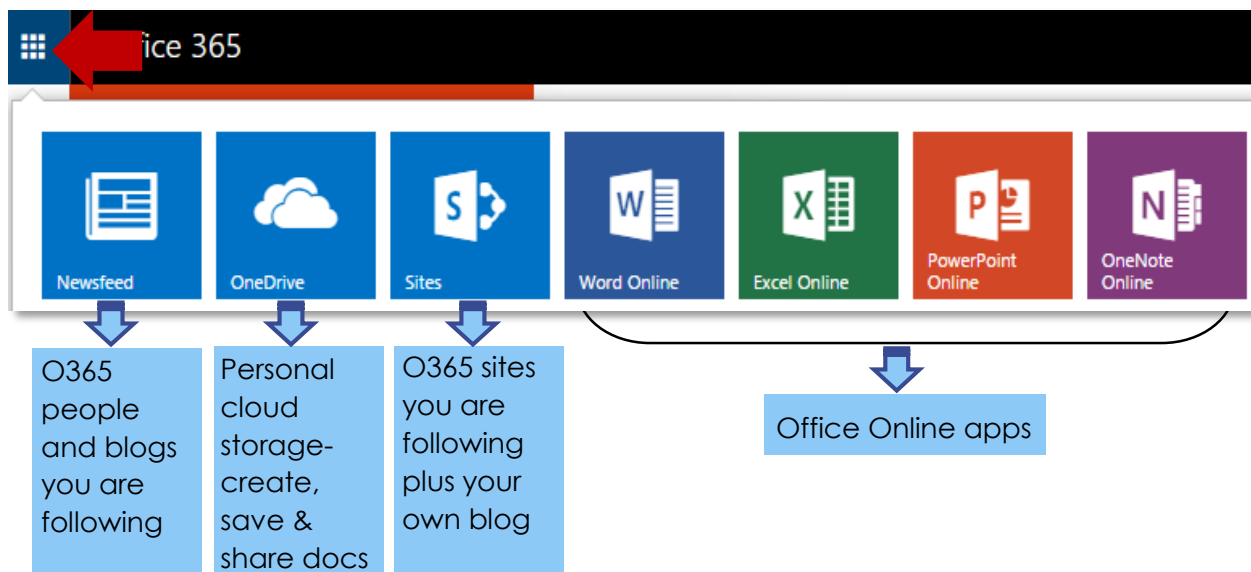 ice 365
Newsfeed
OneDrive
S
Sites
W
Word Online
X
Excel Online
P
PowerPoint
Online
N
OneNote
Online
O365
people
and blogs
you are
following
Personal
cloud
storage-
create,
save &
share docs
O365 sites
you are
following
plus your
own blog
Office Online apps